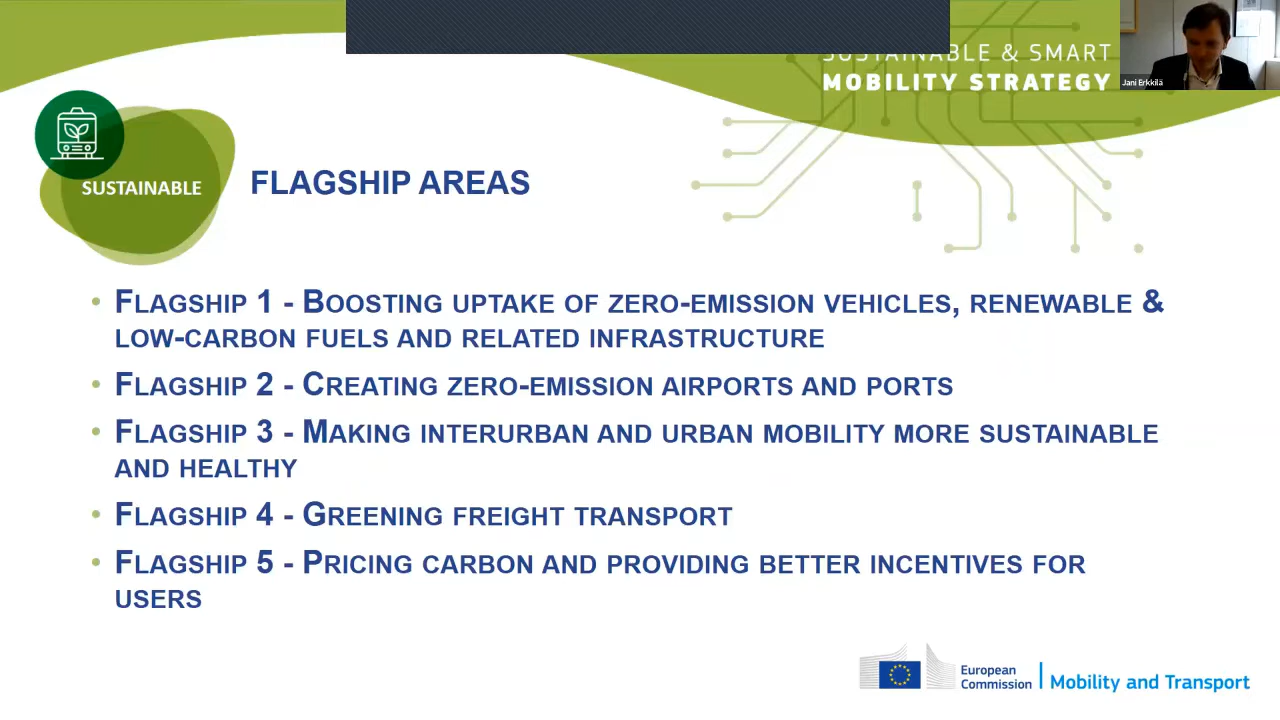 SUSTAINABLE & SMART
MOBILITY STRATEGY
Jani Erkkilä
SUSTAINABLE
FLAGSHIP AREAS
• FLAGSHIP 1 - BOOSTING UPTAKE OF ZERO-EMISSION VEHICLES, RENEWABLE &
LOW-CARBON FUELS AND RELATED INFRASTRUCTURE
• FLAGSHIP 2 - CREATING ZERO-EMISSION AIRPORTS AND PORTS
• FLAGSHIP 3 - MAKING INTERURBAN AND URBAN MOBILITY MORE SUSTAINABLE
AND HEALTHY
• FLAGSHIP 4 - GREENING FREIGHT TRANSPORT
• FLAGSHIP 5 - PRICING CARBON AND PROVIDING BETTER INCENTIVES FOR
USERS
European
Commission
Mobility and Transport